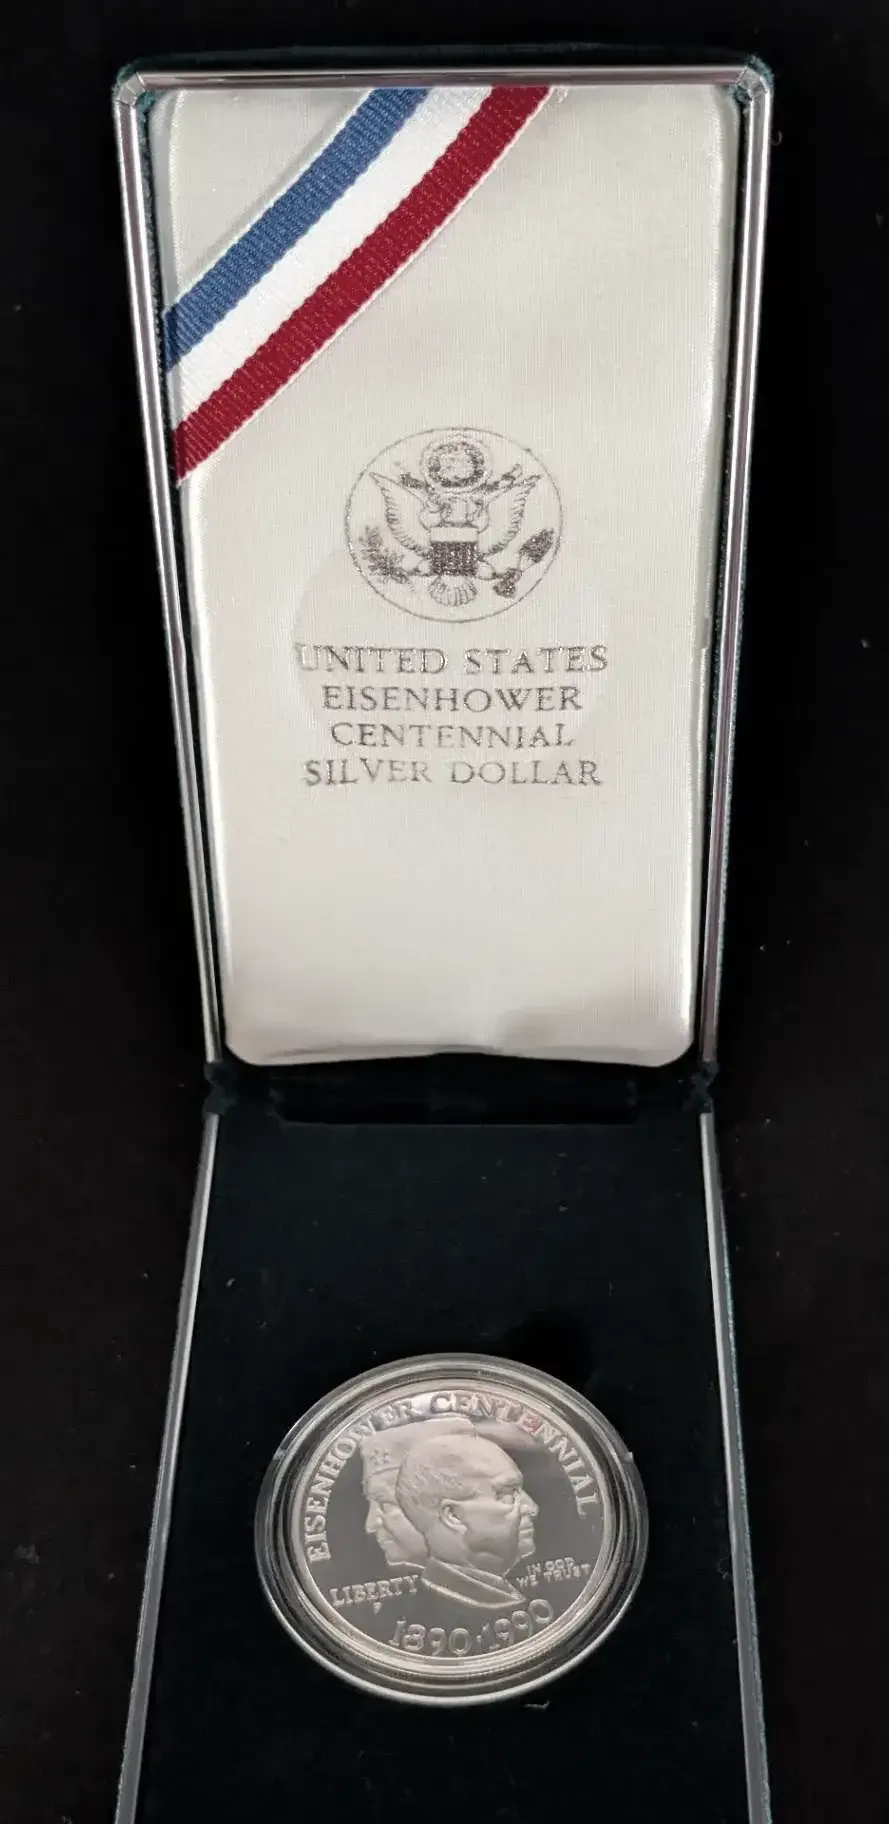 UNITED STATES
EISENHOWER
CENTENNIAL
SILVER DOLLAR
EISENHOWER CENTENNIAL
LIBERTY
P
IN GOD
WE TRUST
1890·1990